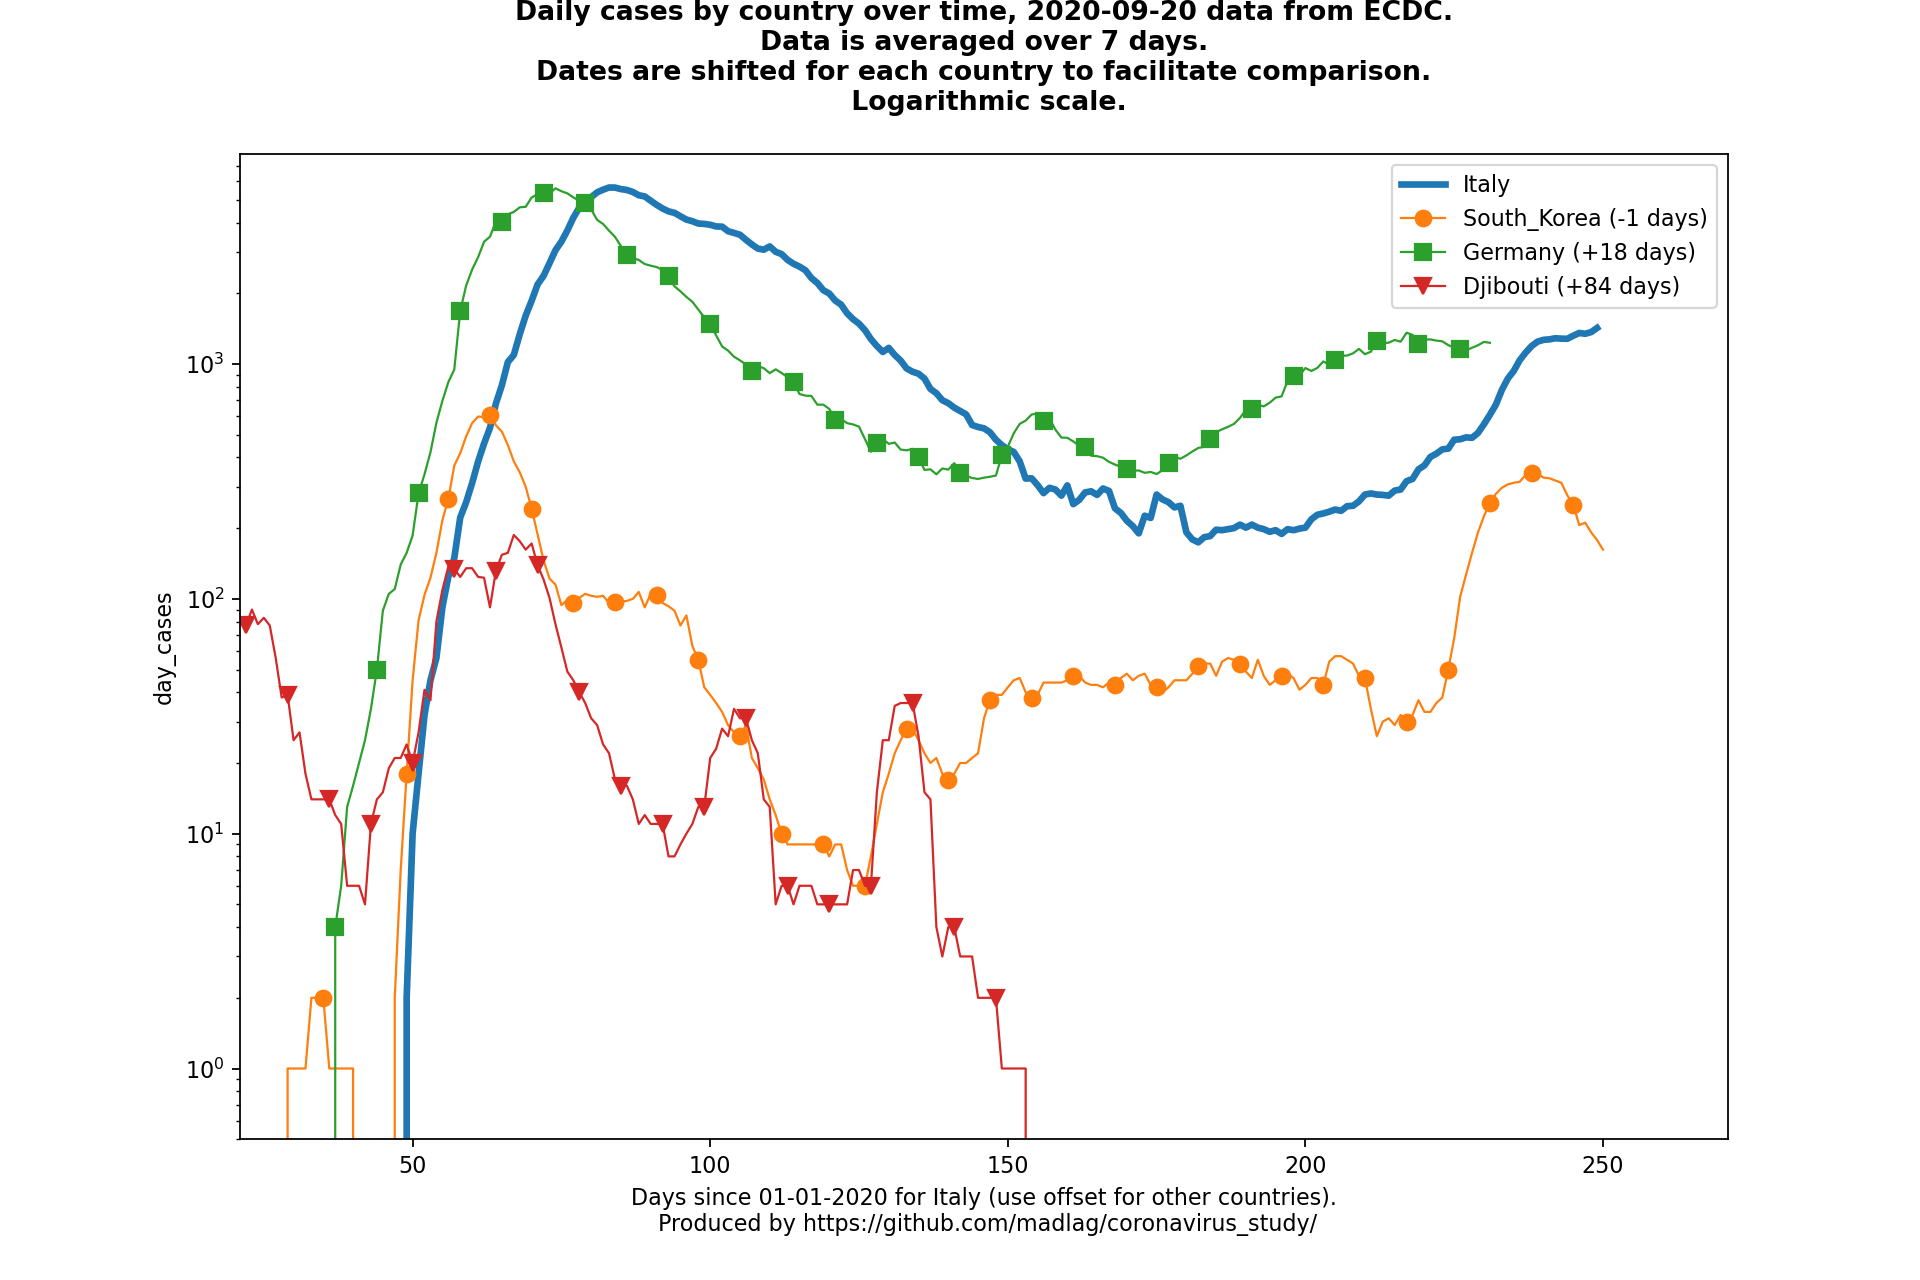 Daily cases by country over time, 2020-09-20 data from ECDC.
Data is averaged over 7 days.
Dates are shifted for each country to facilitate comparison.
Logarithmic scale.
Italy
South_Korea (-1 days)
Germany (+18 days)
Djibouti (+84 days)
day_cases
10³
10²
10¹
10⁰
50
100
150
200
250
Days since 01-01-2020 for Italy (use offset for other countries).
Produced by https://github.com/madlag/coronavirus_study/